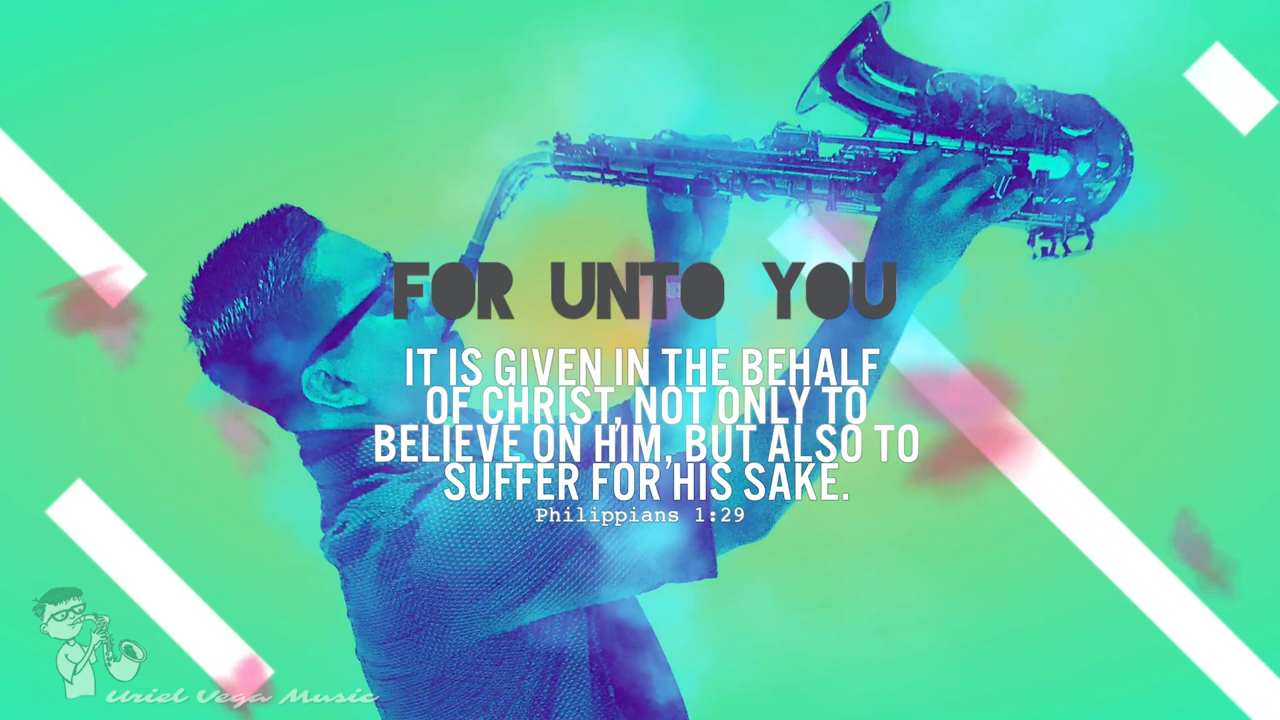 FOR UNTO YOU
IT IS GIVEN IN THE BEHALF
OF CHRIST, NOT ONLY TO
BELIEVE ON HIM, BUT ALSO TO
SUFFER FOR HIS SAKE.
Philippians 1:29
Uriel Vega Music